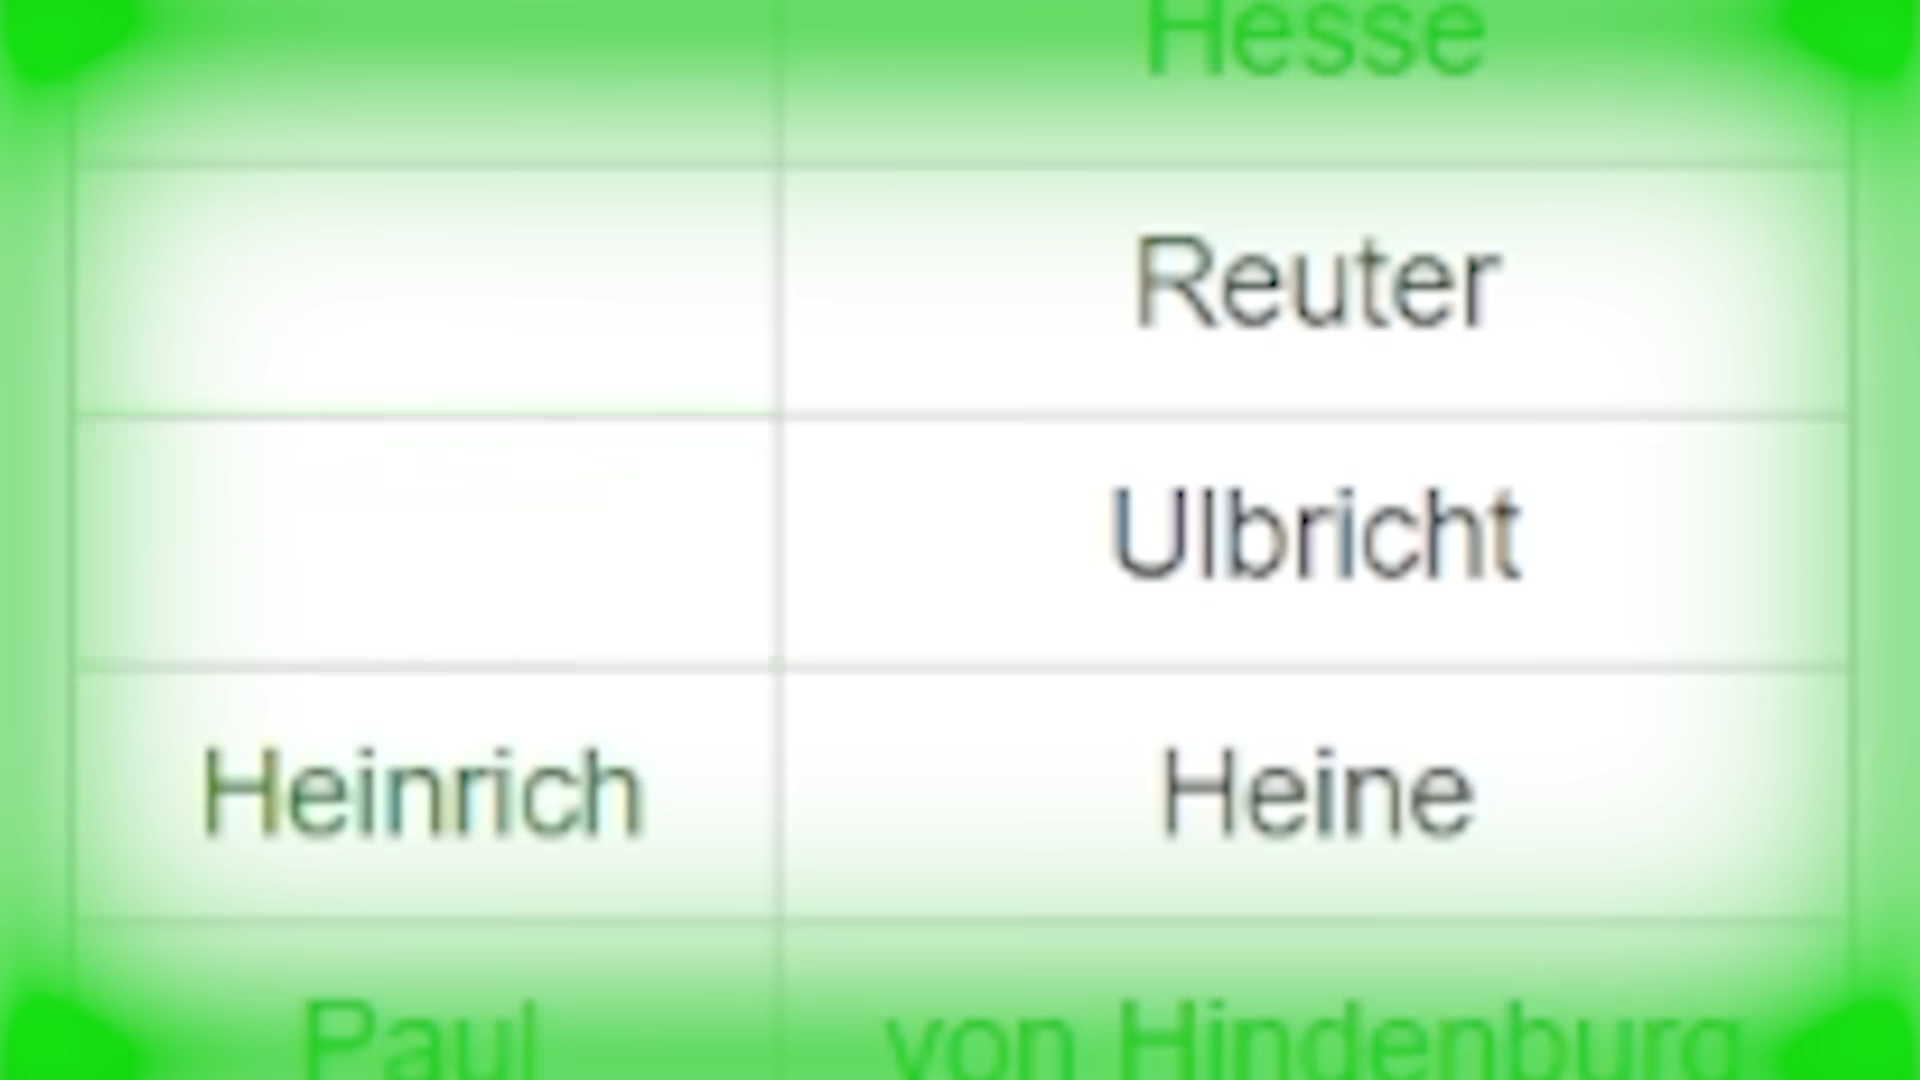 Hesse
Reuter
Ulbricht
Heinrich Heine
Paul von Hindenburg